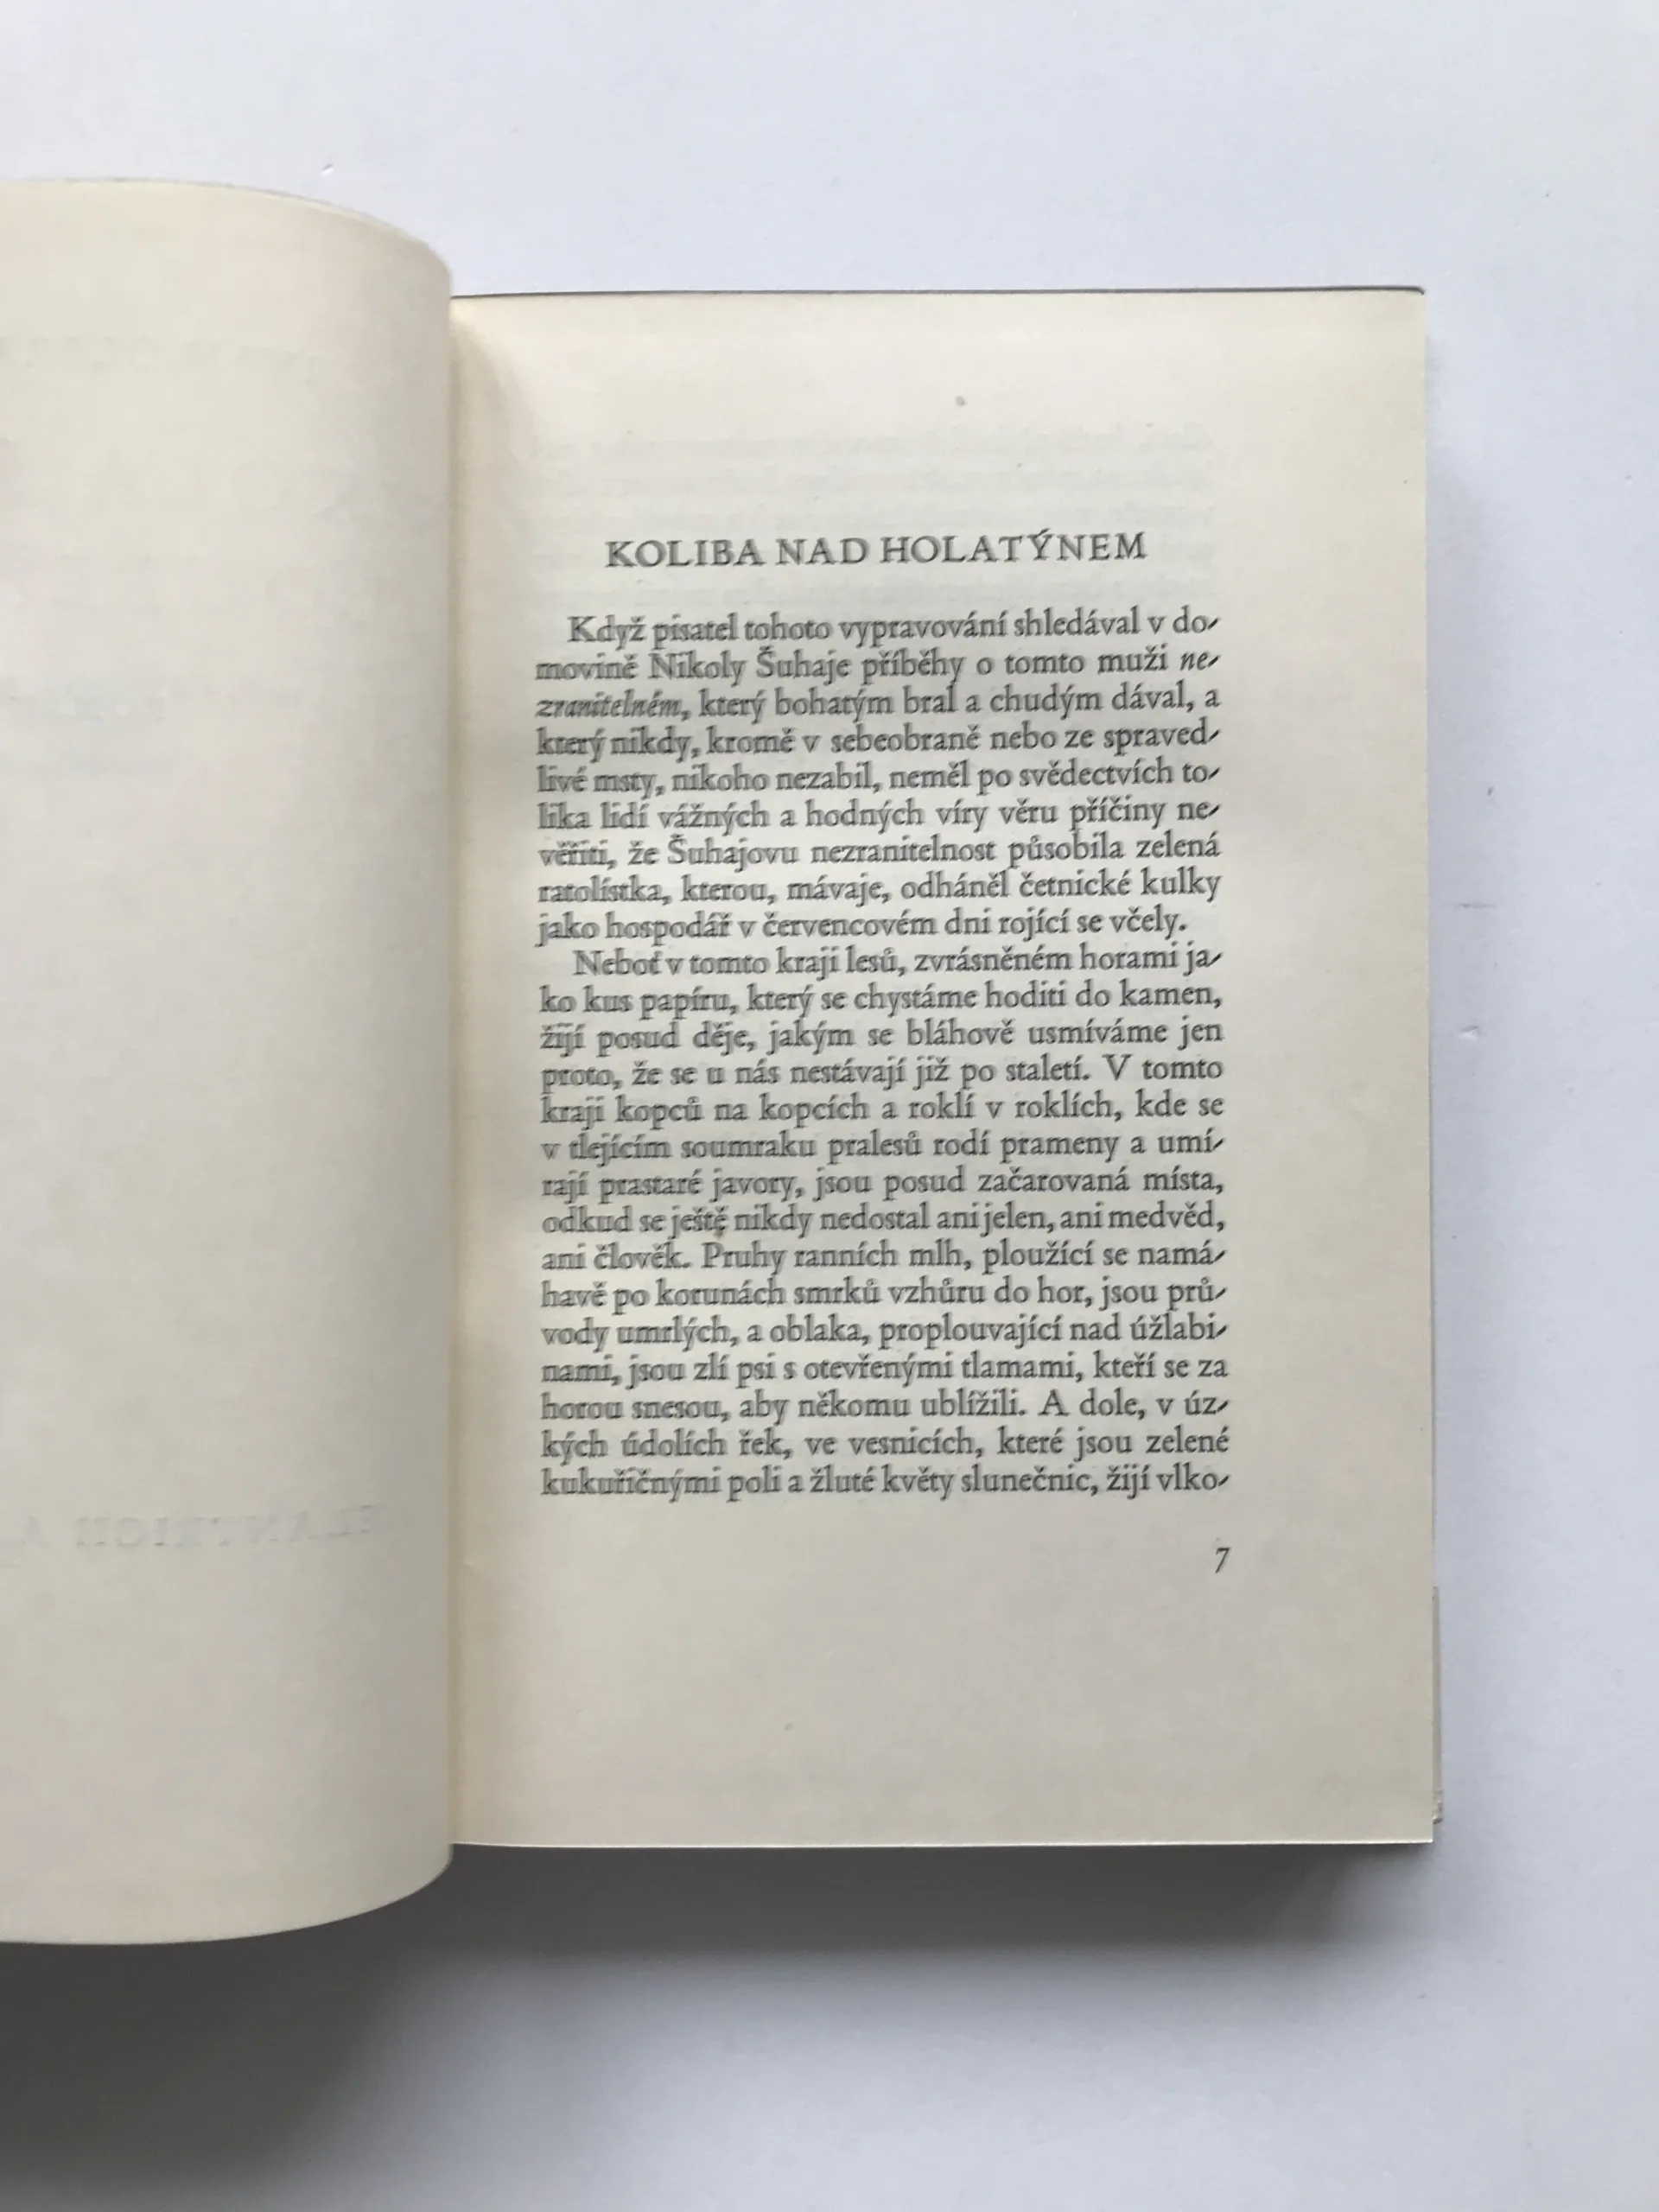 KOLIBA NAD HOLATÝNEM
Když pisatel tohoto vypravování shledával v do-
movině Nikoly Šuhaje příběhy o tomto muži ne-
zranitelném, který bohatým bral a chudým dával, a
který nikdy, kromě v sebeobraně nebo ze spraved-
livé msty, nikoho nezabil, neměl po svědectvích to-
lika lidí vážných a hodných víry věru příčiny ne-
věřiti, že Šuhajovu nezranitelnost působila zelená
ratolístka, kterou, mávaje, odháněl četnické kulky
jako hospodář v červencovém dni rojící se včely.
Neboť v tomto kraji lesů, zvrásněném horami ja-
ko kus papíru, který se chystáme hoditi do kamen,
žijí posud děje, jakým se bláhově usmíváme jen
proto, že se u nás nestávají již po staletí. V tomto
kraji kopců na kopcích a roklí v roklích, kde se
v tlejícím soumraku pralesů rodí prameny a umí-
rají prastaré javory, jsou posud začarovaná místa,
odkud se ještě nikdy nedostal ani jelen, ani medvěd,
ani člověk. Pruhy ranních mlh, ploužící se namá-
havě po korunách smrků vzhůru do hor, jsou prů-
vody umrlých, a oblaka, proplouvající nad úžlabi-
nami, jsou zlí psi s otevřenými tlamami, kteří se za
horou snesou, aby někomu ublížili. A dole, v úz-
kých údolích řek, ve vesnicích, které jsou zelené
kukuřičnými poli a žluté květy slunečnic, žijí vlko-
7